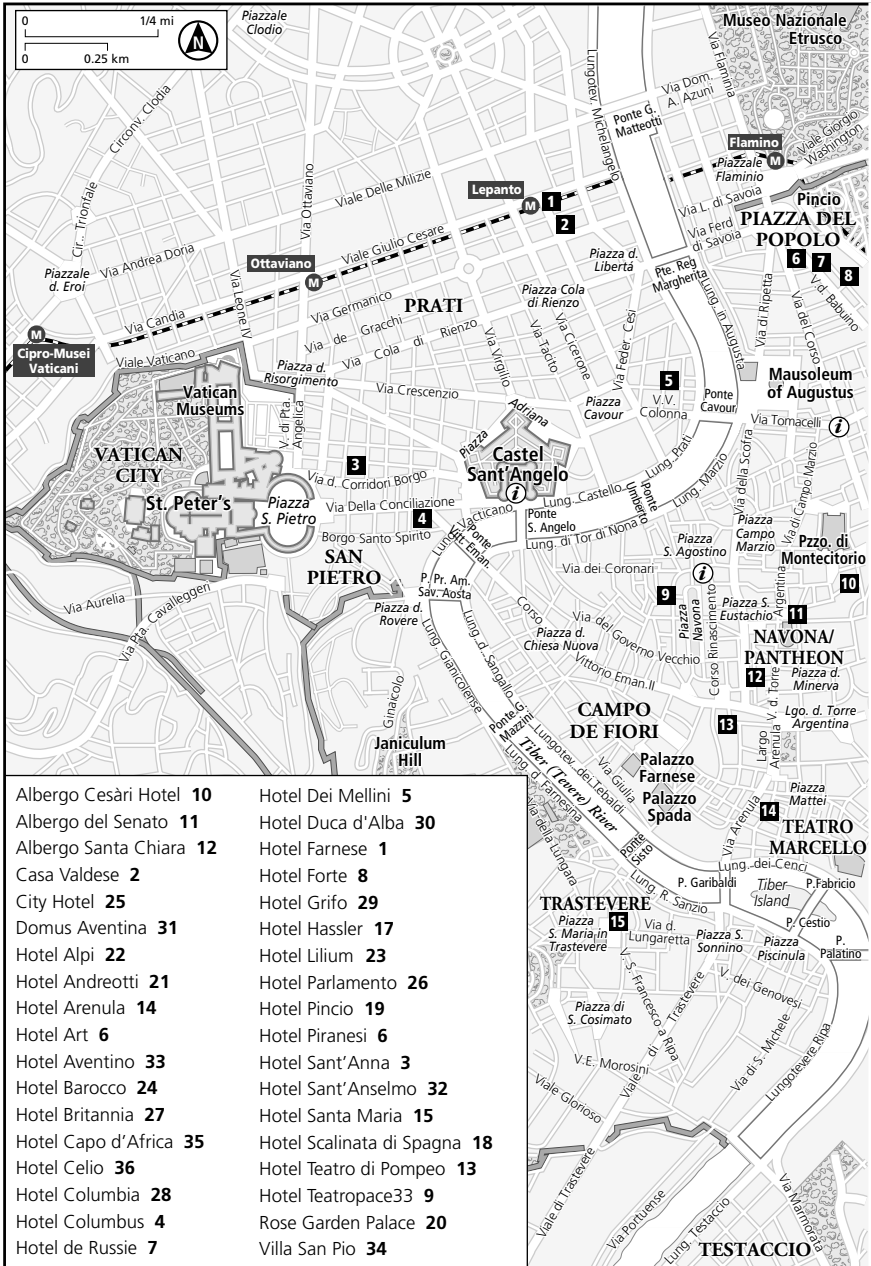 0 1/4 mi
0 0.25 km
N
Piazzale
Clodio
Museo Nazionale
Etrusco
Via Flaminia
Lungotev. Michelangelo
Via Dom.
A. Azuni
Ponte G.
Matteotti
Circonv. Clodia
Flamino
M
Viale Giorgio
Washington
Piazzale
Flaminio
Cir.. Trionfale
Via Ottaviano
Viale Delle Milizie
Lepanto
M
1
2
Via L. di Savoia
Pincio
PIAZZA DEL
POPOLO
Via Ferd
di Savoia
6
7
8
Viale Giulio Cesare
Via Andrea Doria
Piazzale
d. Eroi
Ottaviano
M
Piazza d.
Libertá
Pte. Reg
Margherita
Via Leone IV
Piazza Cola
di Rienzo
PRATI
Via Germanico
Via de Gracchi
Via Cola di Rienzo
Via Candia
M
Cipro-Musei
Vaticani
Viale Vaticano
Lung. in Augusta
Via di Ripetta
Via dei Corso
V.d. Babuino
Via Virgilio
Via Tacito
Via Cicerone
Via Feder. Cesi
Piazza d.
Risorgimento
Via Crescenzio
Vatican
Museums
V. di Pta.
Angelica
Piazza
Cavour
5
V.V.
Colonna
Ponte
Cavour
Mausoleum
of Augustus
Via Tomacelli
i
Piazza Adriana
Castel
Sant'Angelo
i
VATICAN
CITY
St. Peter's
Piazza
S. Pietro
3
Via d. Corridori Borgo
Via Della Conciliazione
4
Borgo Santo Spirito
Lung. Prati
Lung. Marzio
Via della Scofra
Via di Campo Marzio
Lung. Castello
Ponte
Umberto
Lung. Vacticano
Ponte
S. Angelo
Lung. di Tor di Nona
Ponte
Vitt. Eman.
SAN
PIETRO
P. Pr. Am.
Sav. Aosta
Piazza d.
Rovere
Via Aurelia
Via Pta. Cavalleggeri
Piazza
S. Agostino
i
Piazza
Campo
Marzio
Pzzo. di
Montecitorio
10
Via dei Coronari
9
Piazza
Navona
Piazza S.
Eustachio
Argentina
11
NAVONA/
PANTHEON
Corso
Vittorio Eman.II
Via del Governo Vecchio
Piazza d.
Chiesa Nuova
Corso Rinascimento
12
Piazza d.
Minerva
V. d. Torre
Lgo. d. Torre
Argentina
13
Largo
Arenula
Lung. d. Sangallo
Lung. Gianicolense
Ginaicolo
Janiculum
Hill
Ponte G.
Mazzini
CAMPO
DE FIORI
Via Giulia
Palazzo
Farnese
Palazzo
Spada
Lungotev. dei Tebaldi
Tiber (Tevere) River
Lung. d. Farnesina
Via della Lungara
Ponte
Sisto
Via Arenula
Piazza
Mattei
14
TEATRO
MARCELLO
Lung. dei Cenci
P. Garibaldi
Tiber
Island
P.Fabricio
P. Cestio
P.
Palatino
Lung. R. Sanzio
TRASTEVERE
Piazza
S. Maria in
Trastevere
15
Via d.
Lungaretta
Piazza S.
Sonnino
Piazza
Piscinula
V. dei Genovesi
V. S. Francesco a Ripa
Piazza di
S. Cosimato
Viale di Trastevere
V.E. Morosini
Viale Glorioso
Via di S. Michele
Lungotevere Ripa
Viale di Trastevere
Via Portuense
Lung. Testaccio
Via Marmorata
TESTACCIO
Albergo Cesàri Hotel 10
Albergo del Senato 11
Albergo Santa Chiara 12
Casa Valdese 2
City Hotel 25
Domus Aventina 31
Hotel Alpi 22
Hotel Andreotti 21
Hotel Arenula 14
Hotel Art 6
Hotel Aventino 33
Hotel Barocco 24
Hotel Britannia 27
Hotel Capo d'Africa 35
Hotel Celio 36
Hotel Columbia 28
Hotel Columbus 4
Hotel de Russie 7
Hotel Dei Mellini 5
Hotel Duca d'Alba 30
Hotel Farnese 1
Hotel Forte 8
Hotel Grifo 29
Hotel Hassler 17
Hotel Lilium 23
Hotel Parlamento 26
Hotel Pincio 19
Hotel Piranesi 6
Hotel Sant'Anna 3
Hotel Sant'Anselmo 32
Hotel Santa Maria 15
Hotel Scalinata di Spagna 18
Hotel Teatro di Pompeo 13
Hotel Teatropace33 9
Rose Garden Palace 20
Villa San Pio 34